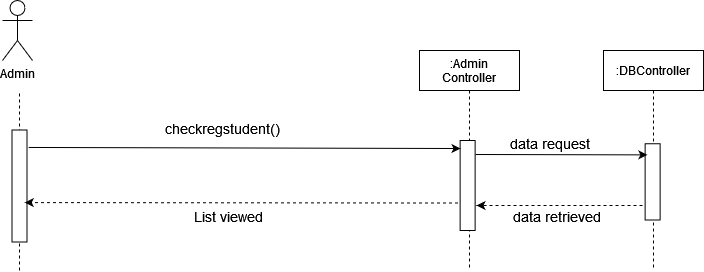 Admin
:Admin
Controller
:DBController
checkregstudent()
data request
List viewed
data retrieved